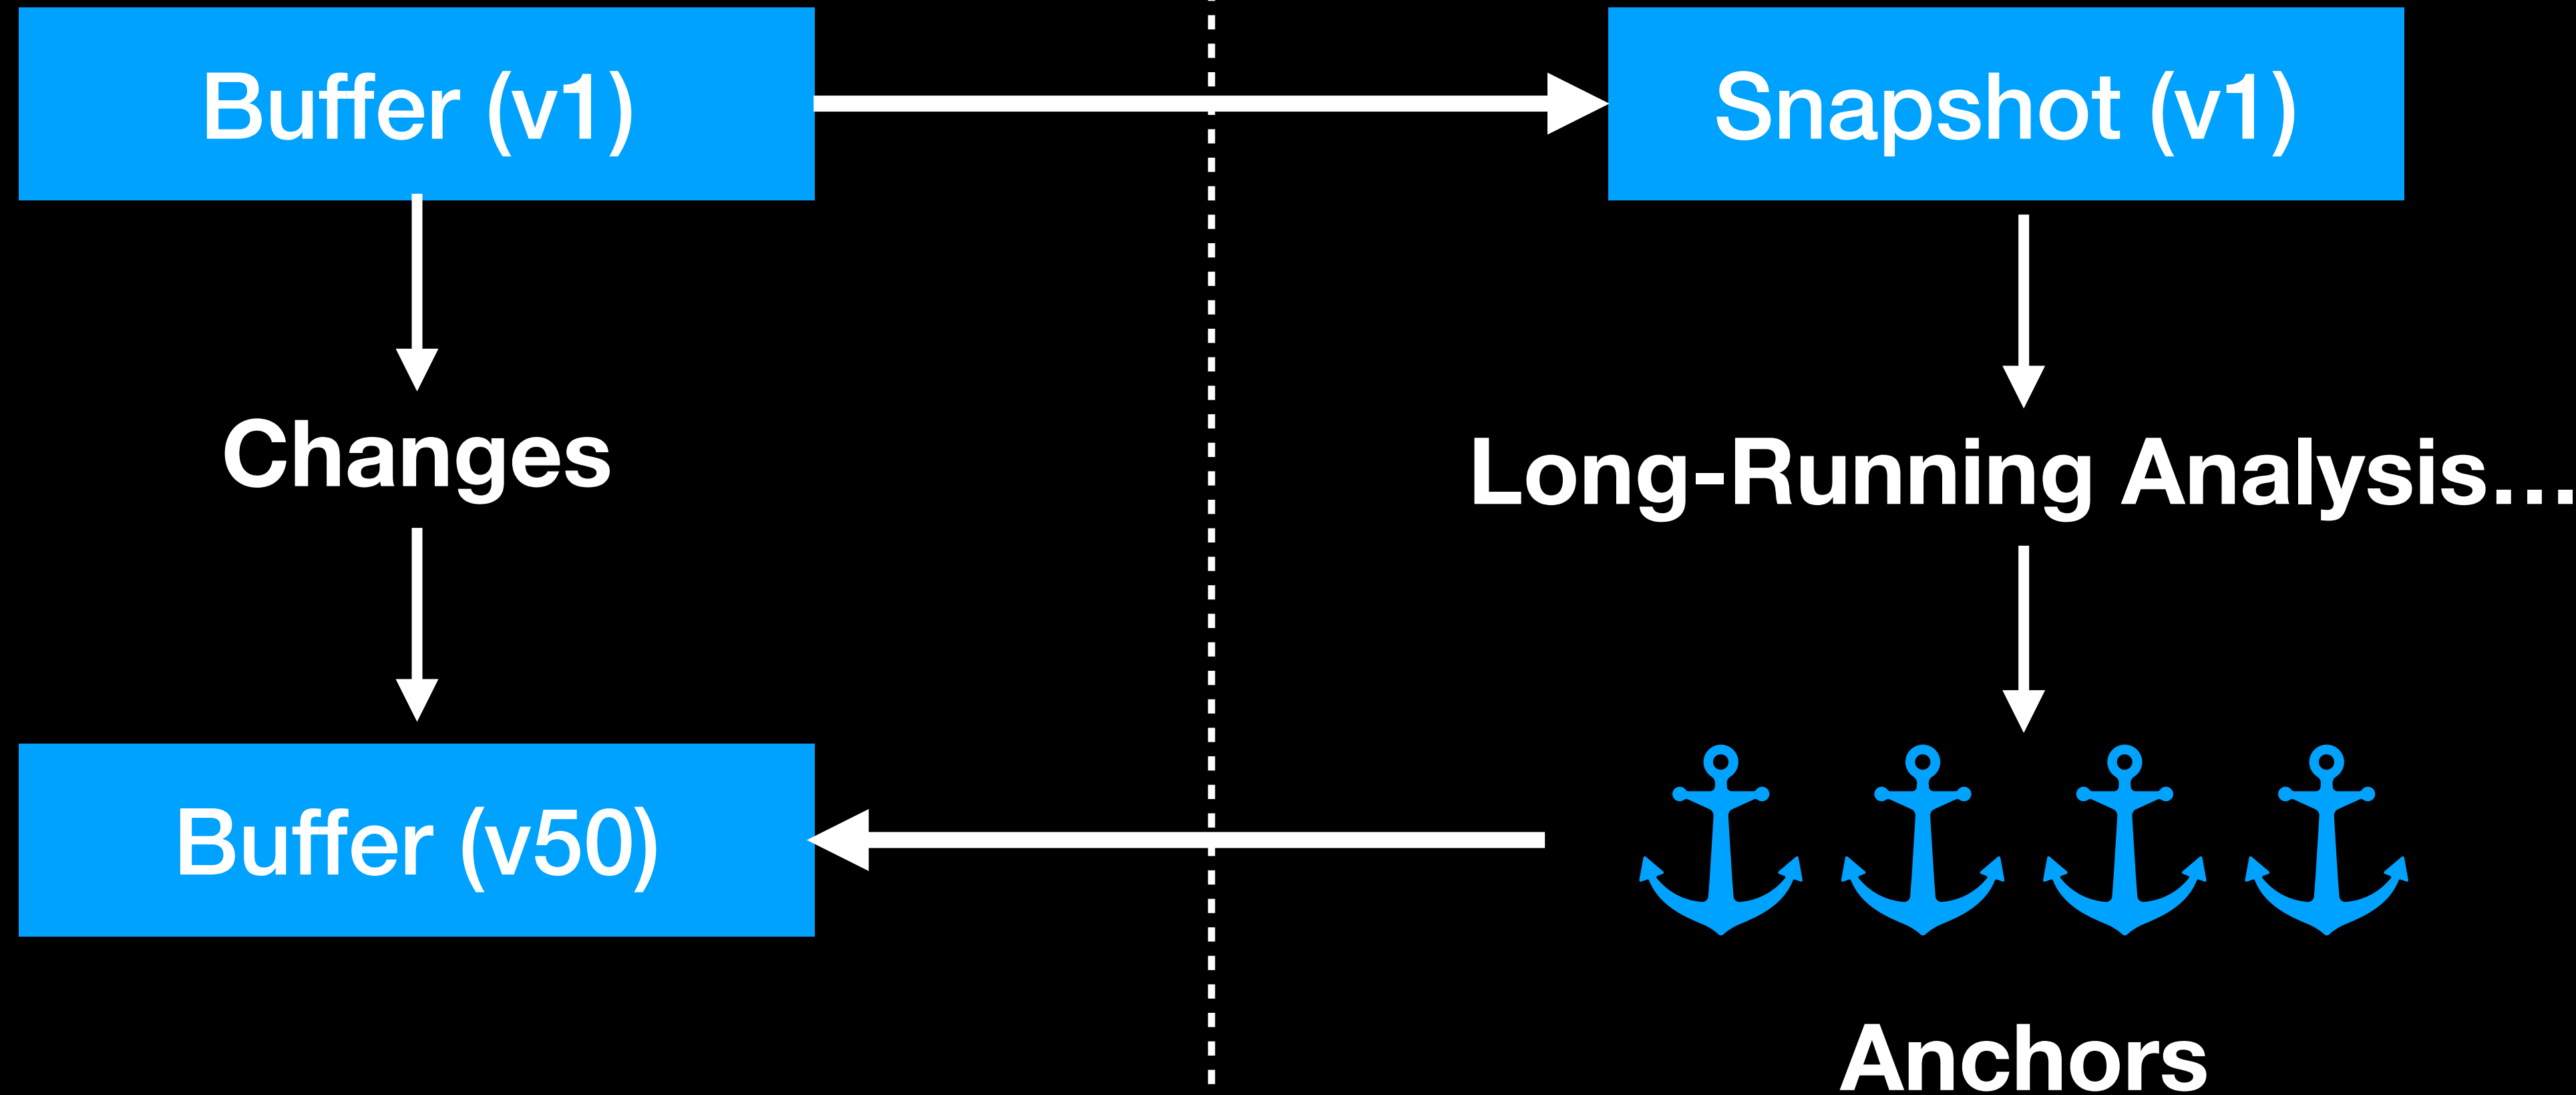 Buffer (v1)
Snapshot (v1)
Changes
Long-Running Analysis…
Buffer (v50)
Anchors